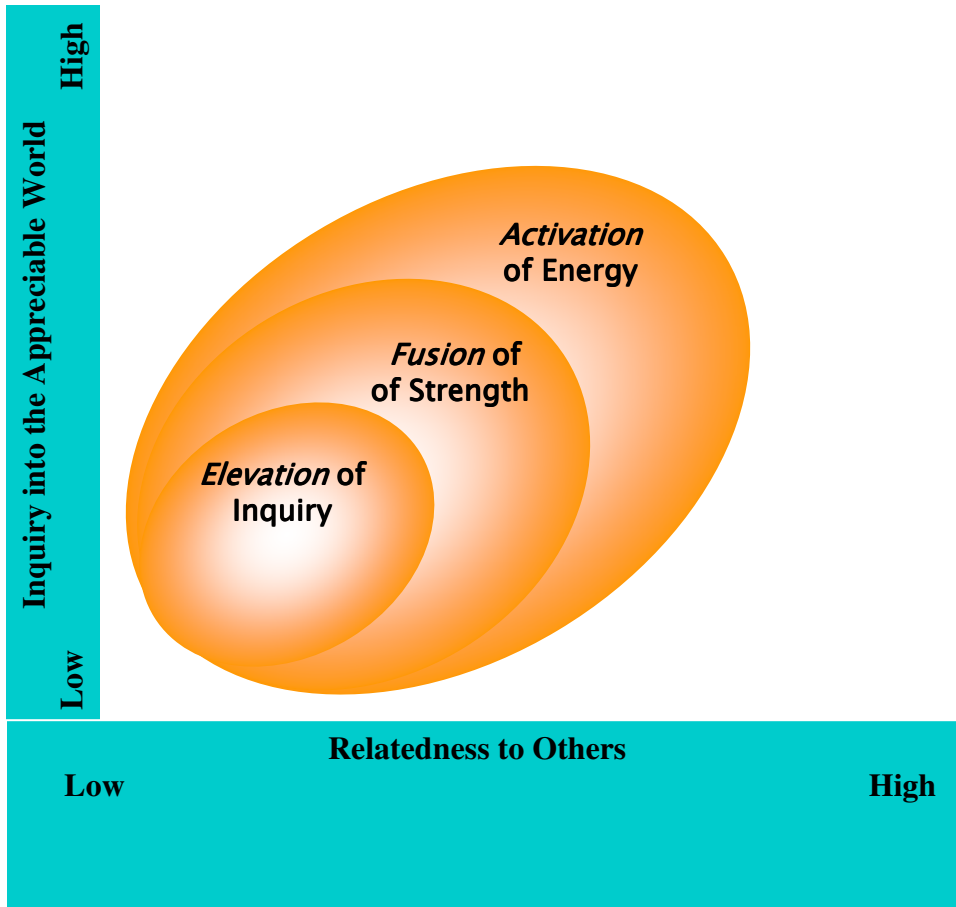 High
Inquiry into the Appreciable World
Low
Activation
of Energy
Fusion of
of Strength
Elevation of
Inquiry
Relatedness to Others
Low
High